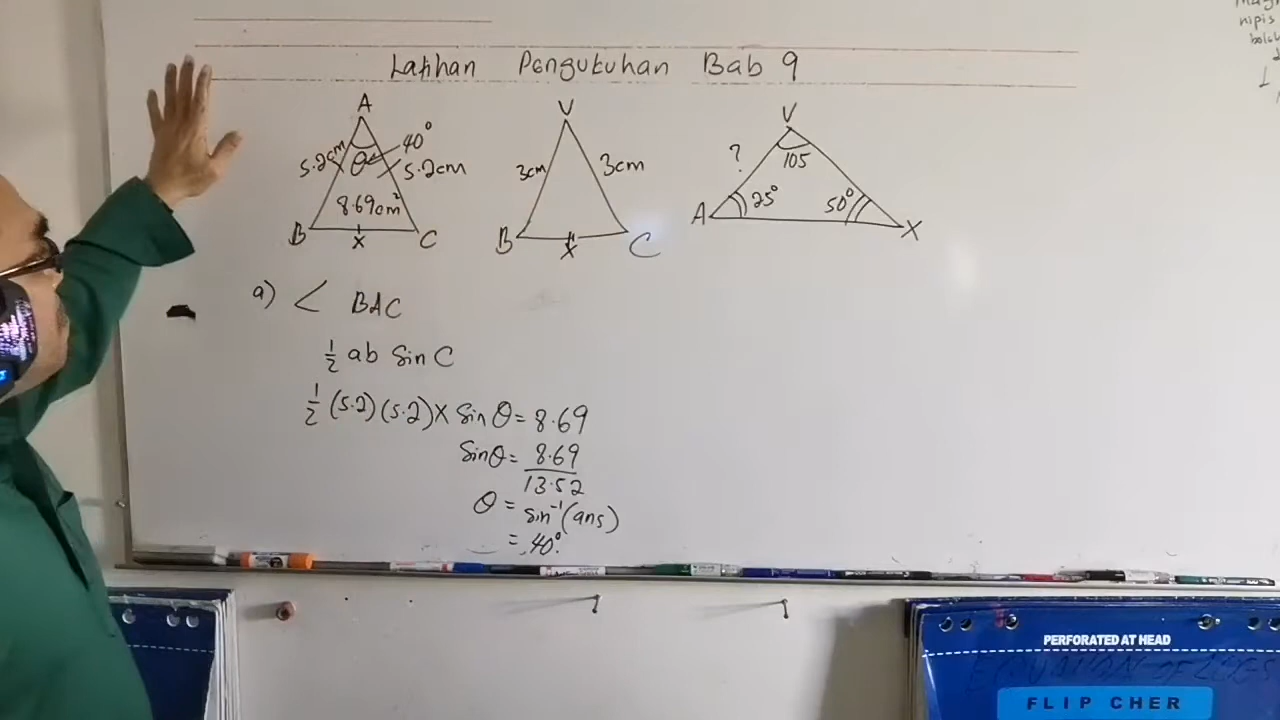 Latihan Pengukuhan Bab 9
A
40°
5.2cm
θ
5.2cm
8.69cm²
B
x
C
V
3cm
3cm
B
x
C
V
?
105
25°
50°
A
X
a) < BAC
½ ab Sin C
½ (5.2)(5.2) X Sin θ = 8.69
Sinθ = 8.69
13.52
θ = Sin⁻¹(ans)
= 40°.
nipis
PERFORATED AT HEAD
FLIP CHER